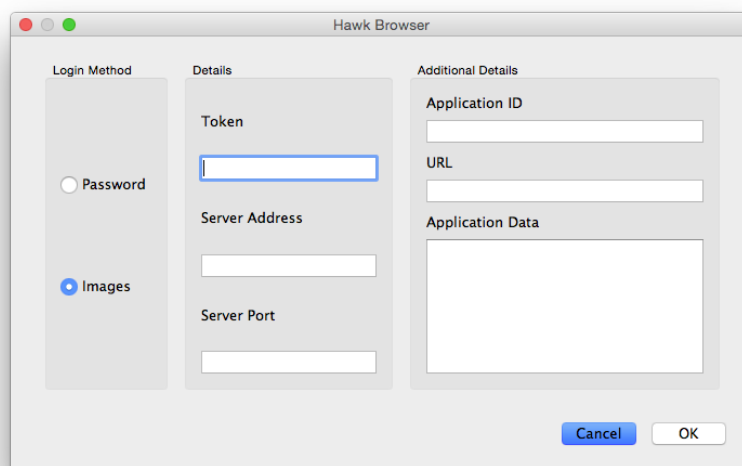 Hawk Browser
Login Method
Password
Images
Details
Token
Server Address
Server Port
Additional Details
Application ID
URL
Application Data
Cancel
OK